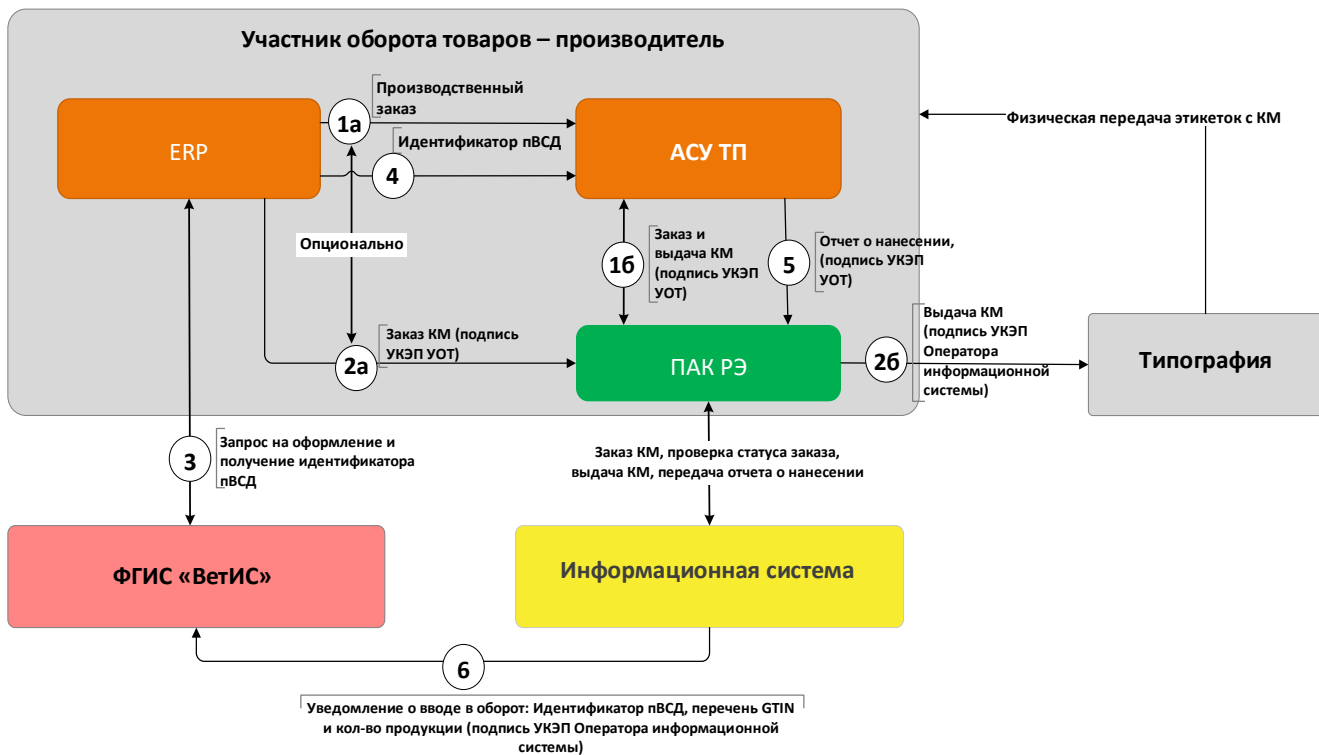 Участник оборота товаров – производитель
Производственный
заказ
1а
ERP
Идентификатор пВСД
4
АСУ ТП
Физическая передача этикеток с КМ
Опционально
Заказ и
выдача КМ
(подпись УКЭП
УОТ)
1б
Отчет о нанесении,
(подпись УКЭП
УОТ)
5
Заказ КМ (подпись
УКЭП УОТ)
2а
ПАК РЭ
Выдача КМ
(подпись УКЭП
Оператора
информационной
системы)
2б
Типография
Запрос на оформление и
получение идентификатора
пВСД
3
Заказ КМ, проверка статуса заказа,
выдача КМ, передача отчета о нанесении
ФГИС «ВетИС»
Информационная система
6
Уведомление о вводе в оборот: Идентификатор пВСД, перечень GTIN
и кол-во продукции (подпись УКЭП Оператора информационной
системы)